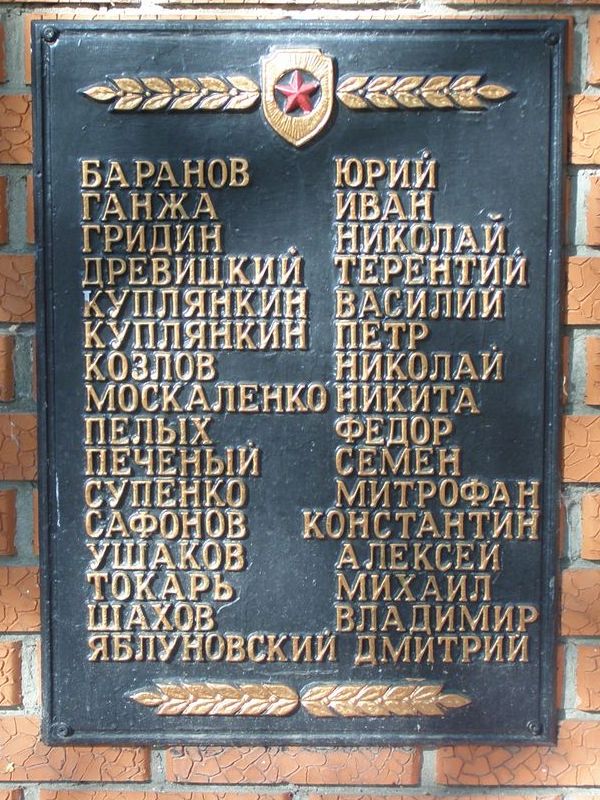 БАРАНОВ ЮРИЙ
ГАНЖА ИВАН
ГРИДИН НИКОЛАЙ
ДРЕВИЦКИЙ ТЕРЕНТИЙ
КУПЛЯНКИН ВАСИЛИЙ
КУПЛЯНКИН ПЕТР
КОЗЛОВ НИКОЛАЙ
МОСКАЛЕНКО НИКИТА
ПЕЛЫХ ФЕДОР
ПЕЧЕНЫЙ СЕМЕН
СУПЕНКО МИТРОФАН
САФОНОВ КОНСТАНТИН
УШАКОВ АЛЕКСЕЙ
ТОКАРЬ МИХАИЛ
ШАХОВ ВЛАДИМИР
ЯБЛУНОВСКИЙ ДМИТРИЙ